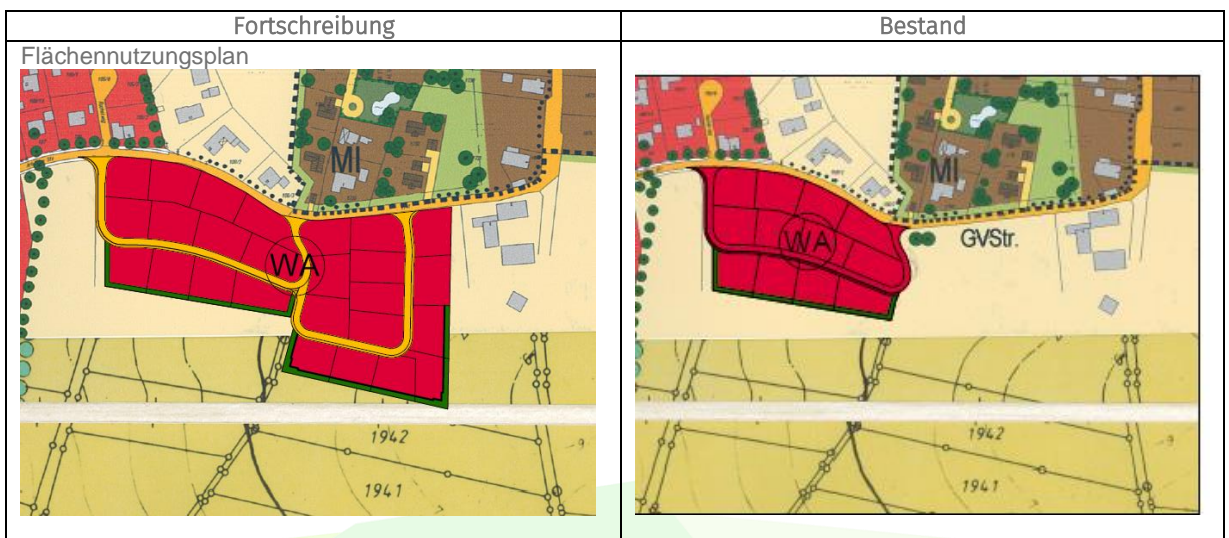 Fortschreibung
Bestand
Flächennutzungsplan
MI
WA
1942
1941
MI
WA
GVStr.
1942
1941